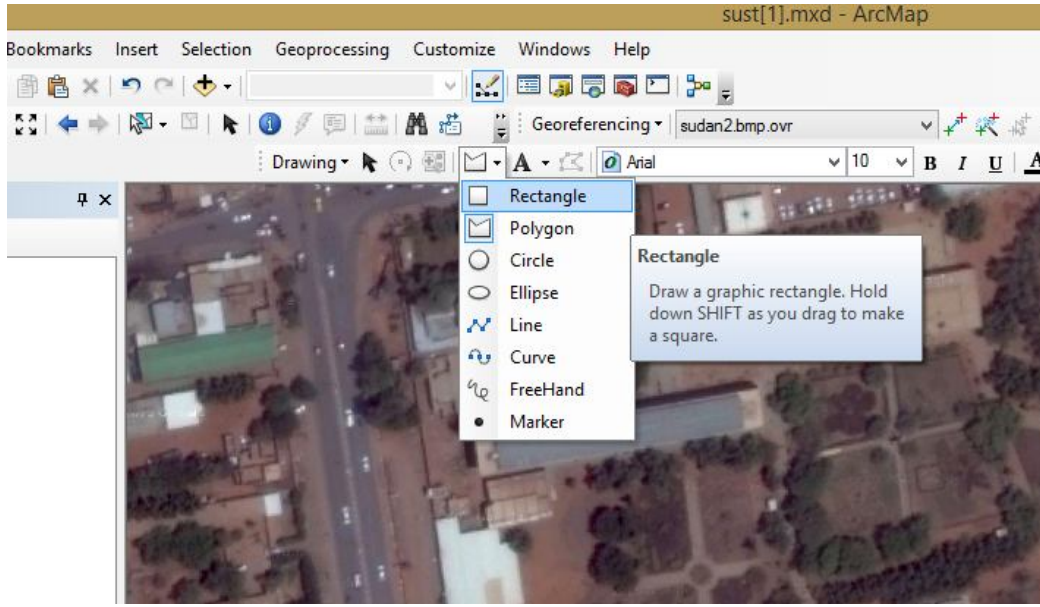 sust[1].mxd - ArcMap
Bookmarks Insert Selection Geoprocessing Customize Windows Help
Georeferencing sudan2.bmp.ovr
Drawing A Arial 10 B I U A
Rectangle
Polygon
Circle
Ellipse
Line
Curve
FreeHand
Marker
Rectangle
Draw a graphic rectangle. Hold
down SHIFT as you drag to make
a square.